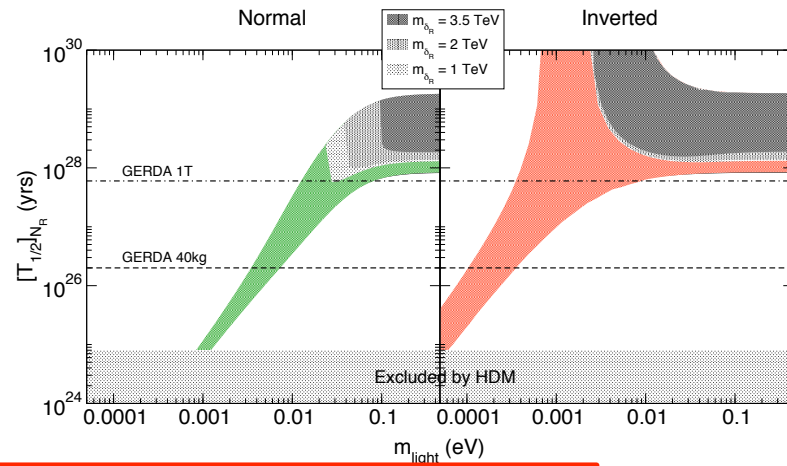 Normal
Inverted
m_δR = 3.5 TeV
m_δR = 2 TeV
m_δR = 1 TeV
[T_1/2]_N_R (yrs)
10^30
10^28
10^26
10^24
GERDA 1T
GERDA 40kg
Excluded by HDM
0.0001 0.001 0.01 0.1 0.0001 0.001 0.01 0.1
m_light (eV)